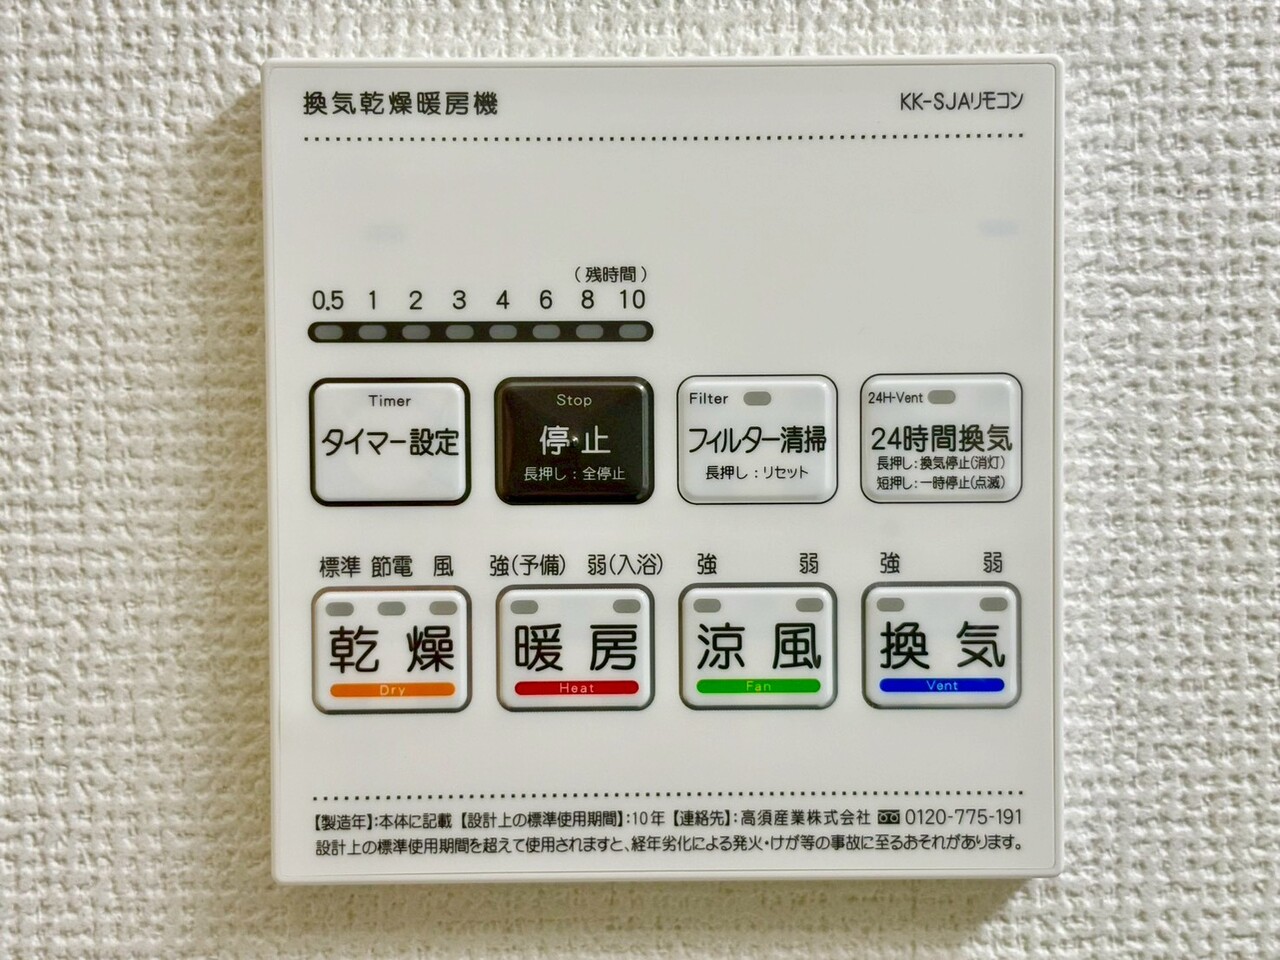 換気乾燥暖房機
KK-SJAリモコン
(残時間)
0.5 1 2 3 4 6 8 10
Timer
タイマー設定
Stop
停・止
長押し:全停止
Filter
フィルター清掃
長押し:リセット
24H-Vent
24時間換気
長押し:換気停止(消灯)
短押し:一時停止(点滅)
標準 節電 風
乾燥
Dry
強(予備) 弱(入浴)
暖房
Heat
強 弱
涼風
Fan
強 弱
換気
Vent
【製造年】:本体に記載【設計上の標準使用期間】:10年【連絡先】:高須産業株式会社 0120-775-191
設計上の標準使用期間を超えて使用されますと、経年劣化による発火・けが等の事故に至るおそれがあります。